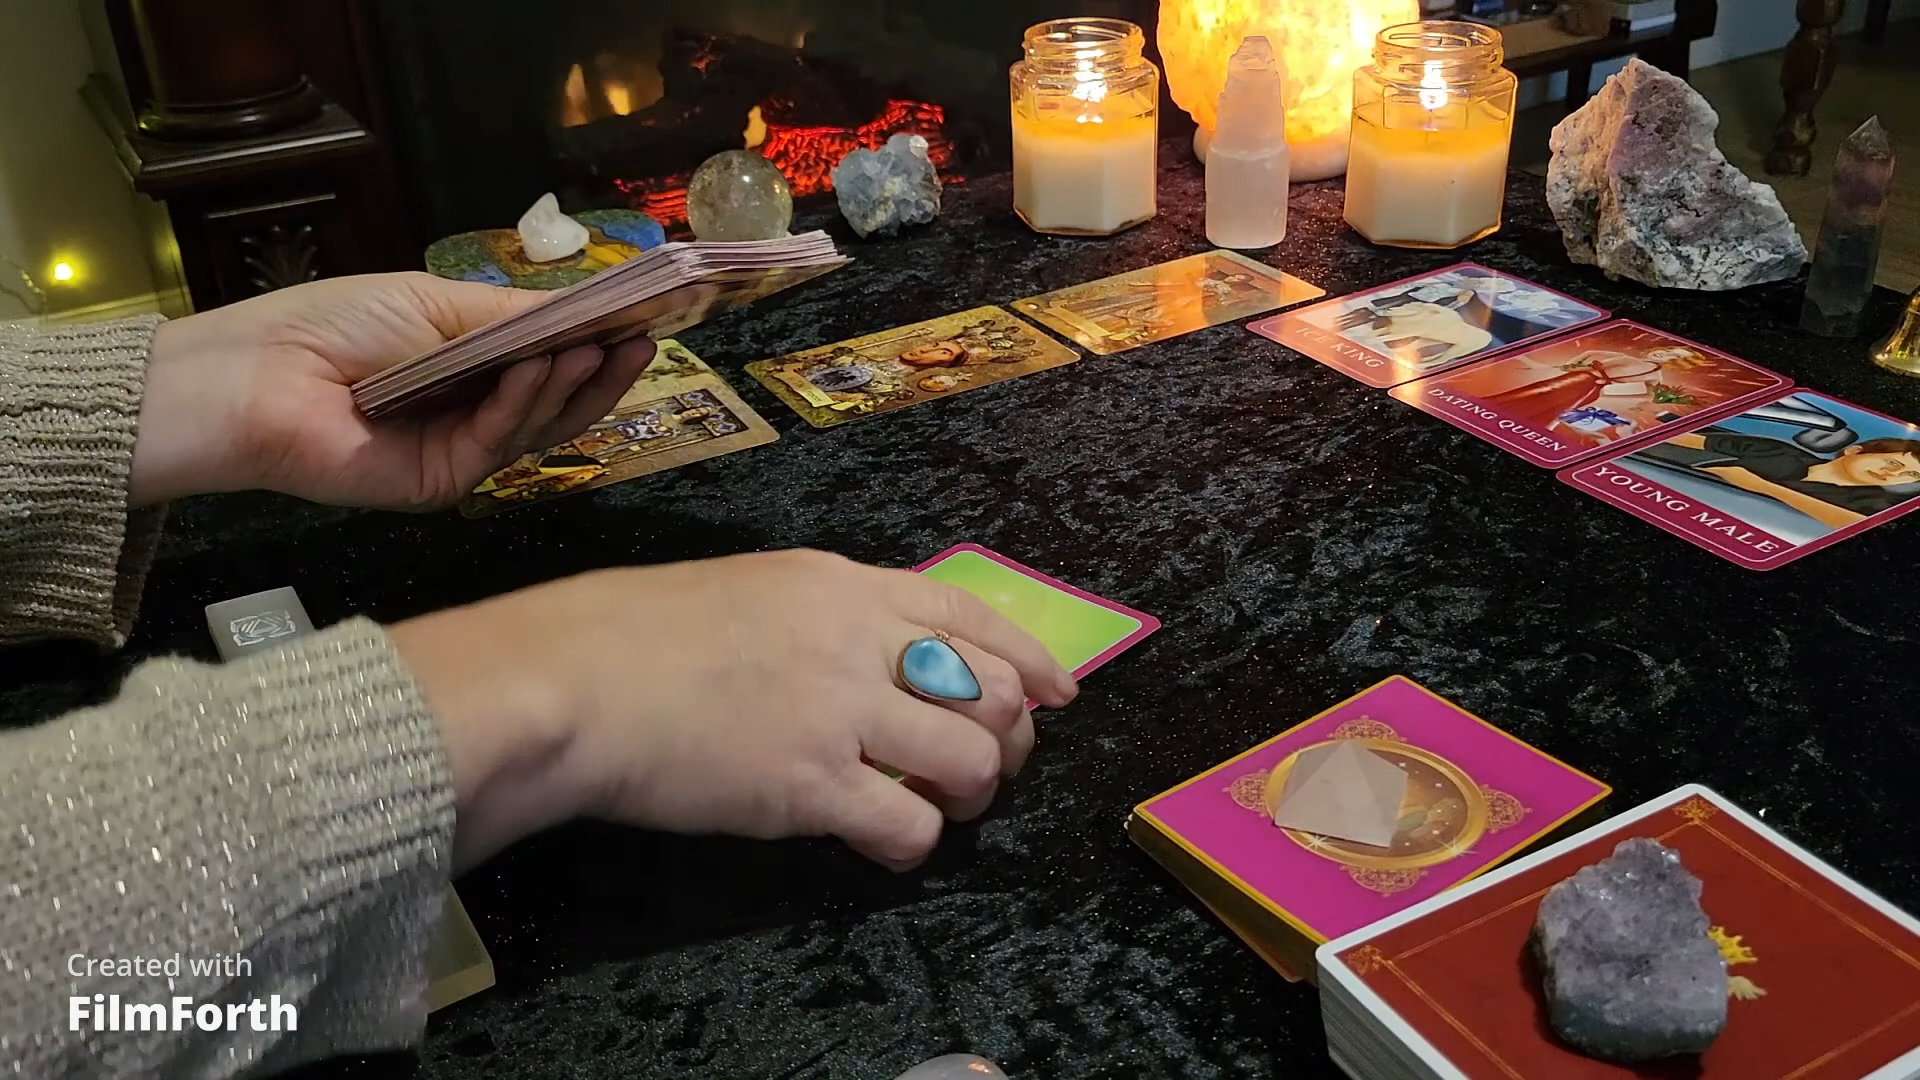 ICE KING
DATING QUEEN
YOUNG MALE
Created with
FilmForth